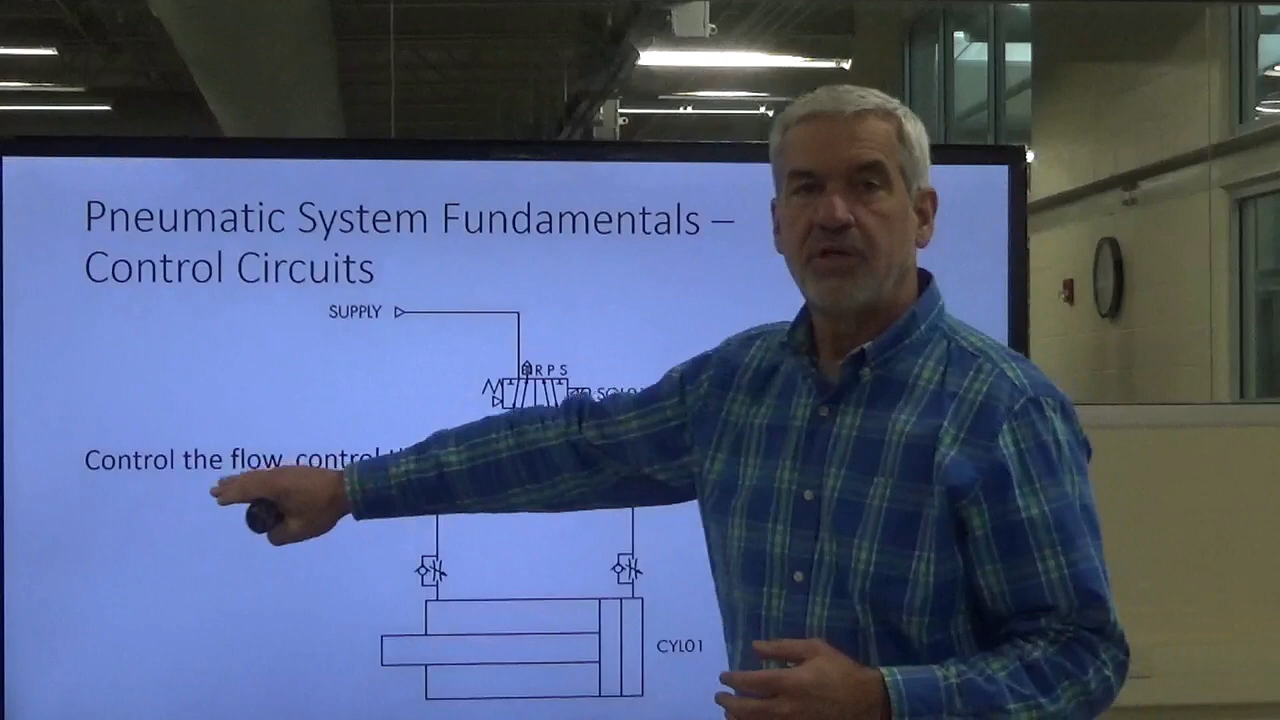 Pneumatic System Fundamentals –
Control Circuits
SUPPLY
R P S
Control the flow, control
CYL01